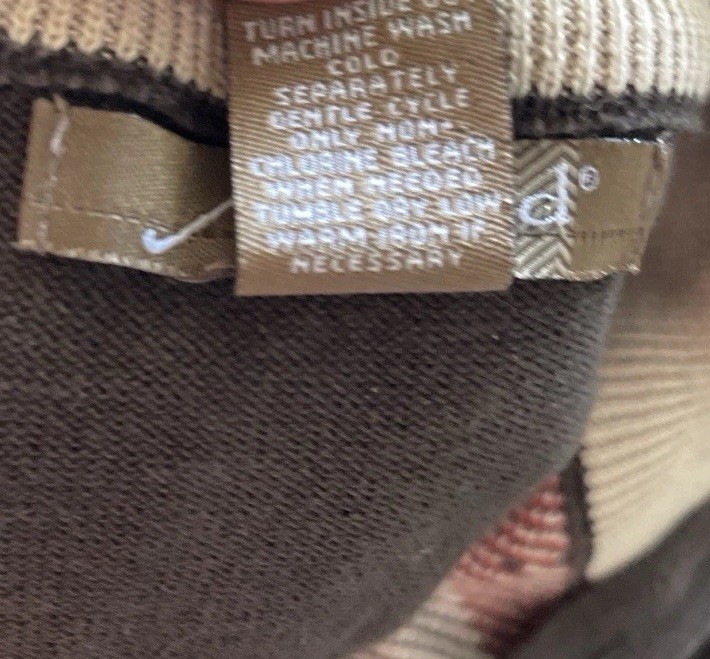 TURN INSIDE OUT
MACHINE WASH
COLD
SEPARATELY
GENTLE CYCLE
ONLY NON-
CHLORINE BLEACH
WHEN NEEDED
TUMBLE DRY LOW
WARM IRON IF
NECESSARY
d®